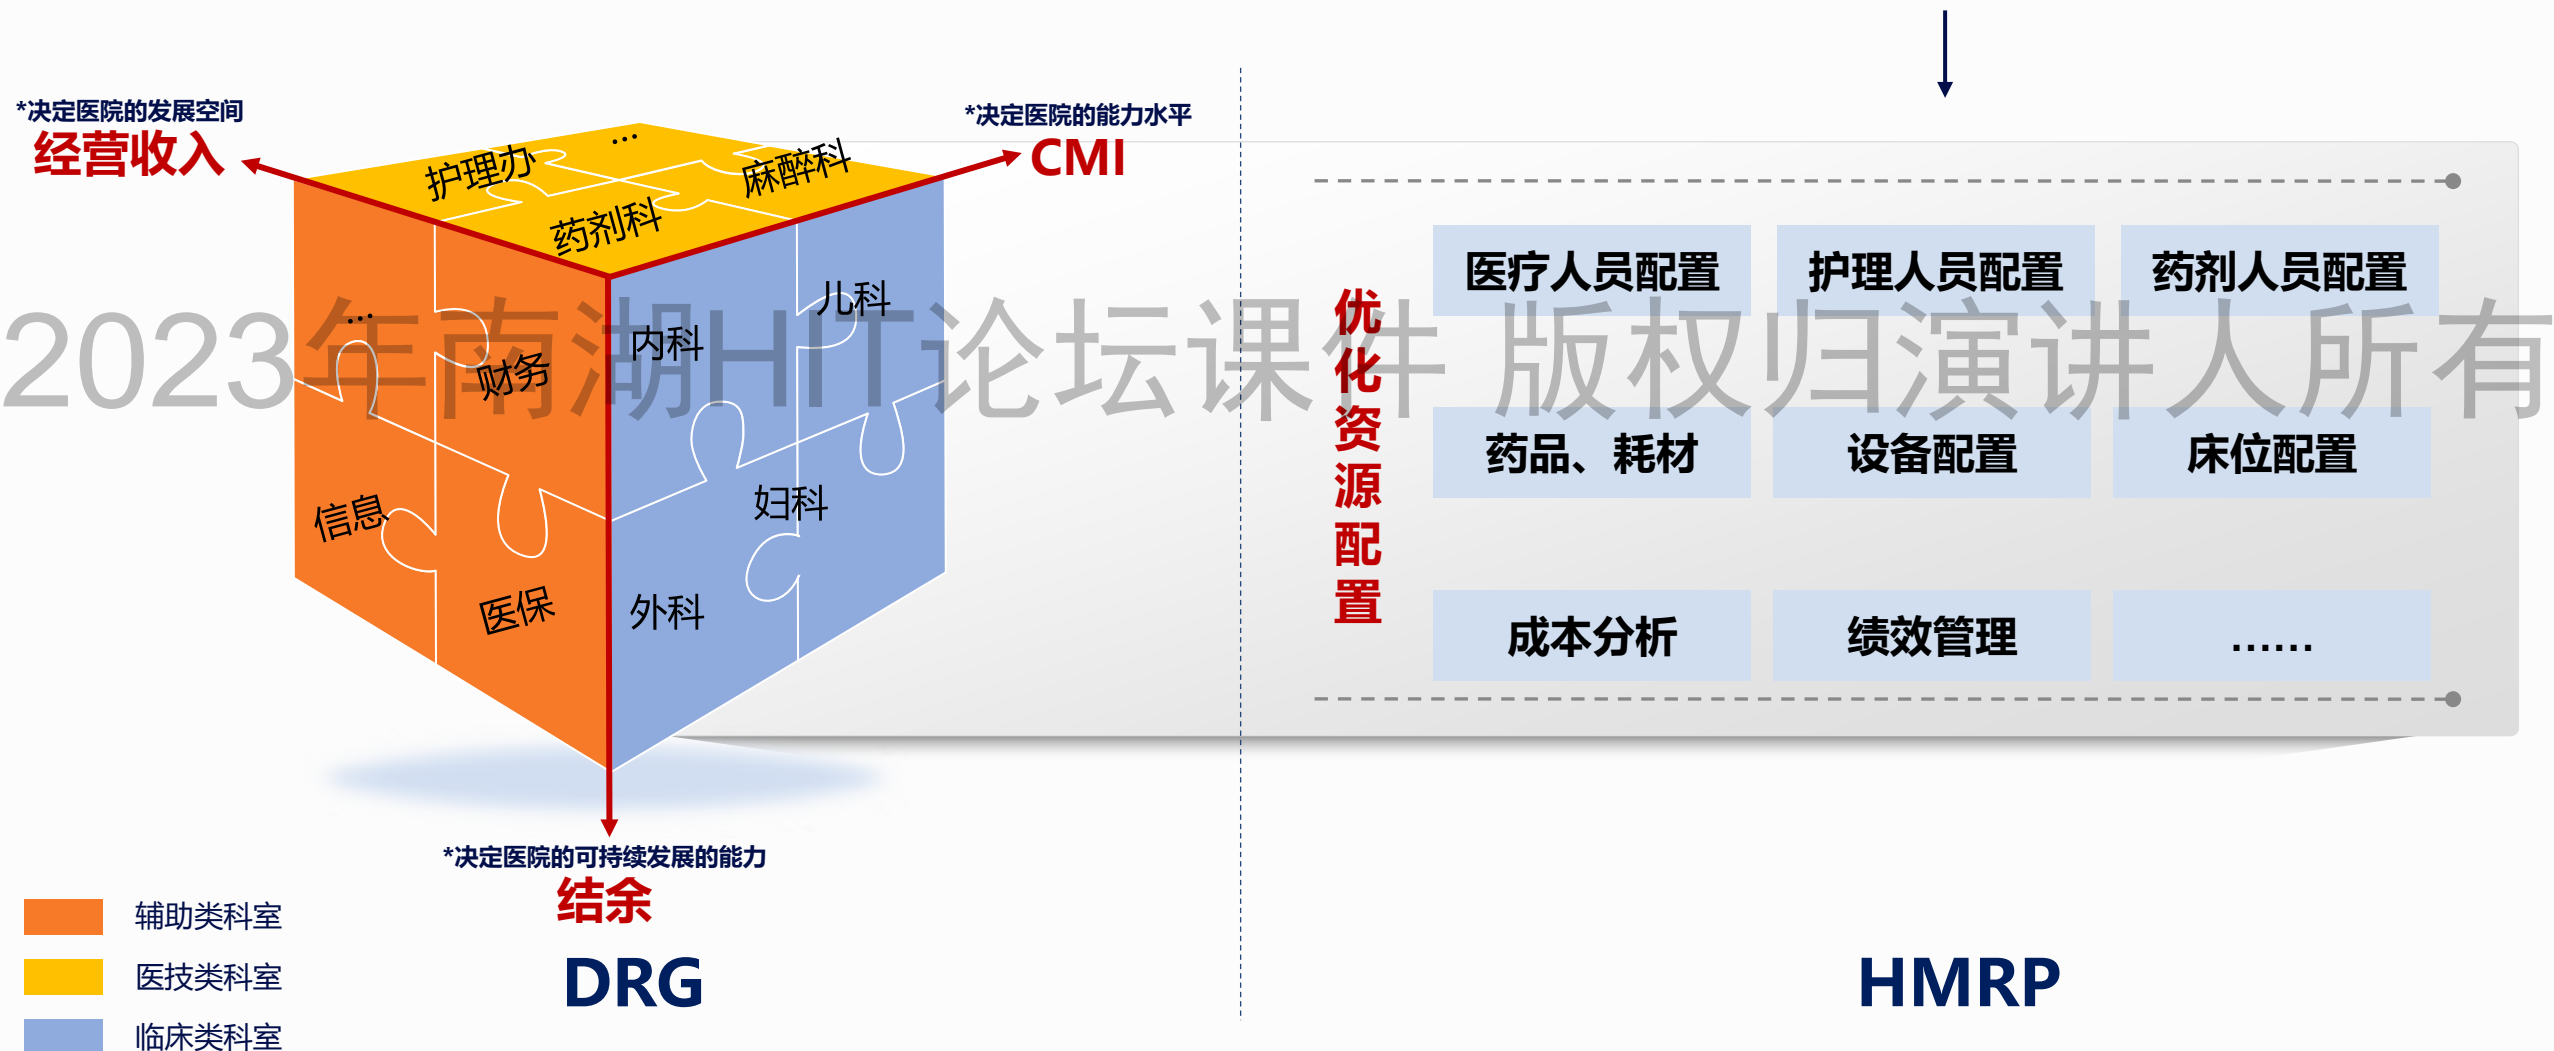 *决定医院的发展空间
经营收入
*决定医院的能力水平
CMI
护理办
...
麻醉科
药剂科
...
财务
信息
医保
内科
儿科
妇科
外科
*决定医院的可持续发展的能力
结余
DRG
辅助类科室
医技类科室
临床类科室
优化资源配置
医疗人员配置
护理人员配置
药剂人员配置
药品、耗材
设备配置
床位配置
成本分析
绩效管理
......
HMRP
2023年南湖HIT论坛课件 版权归演讲人所有